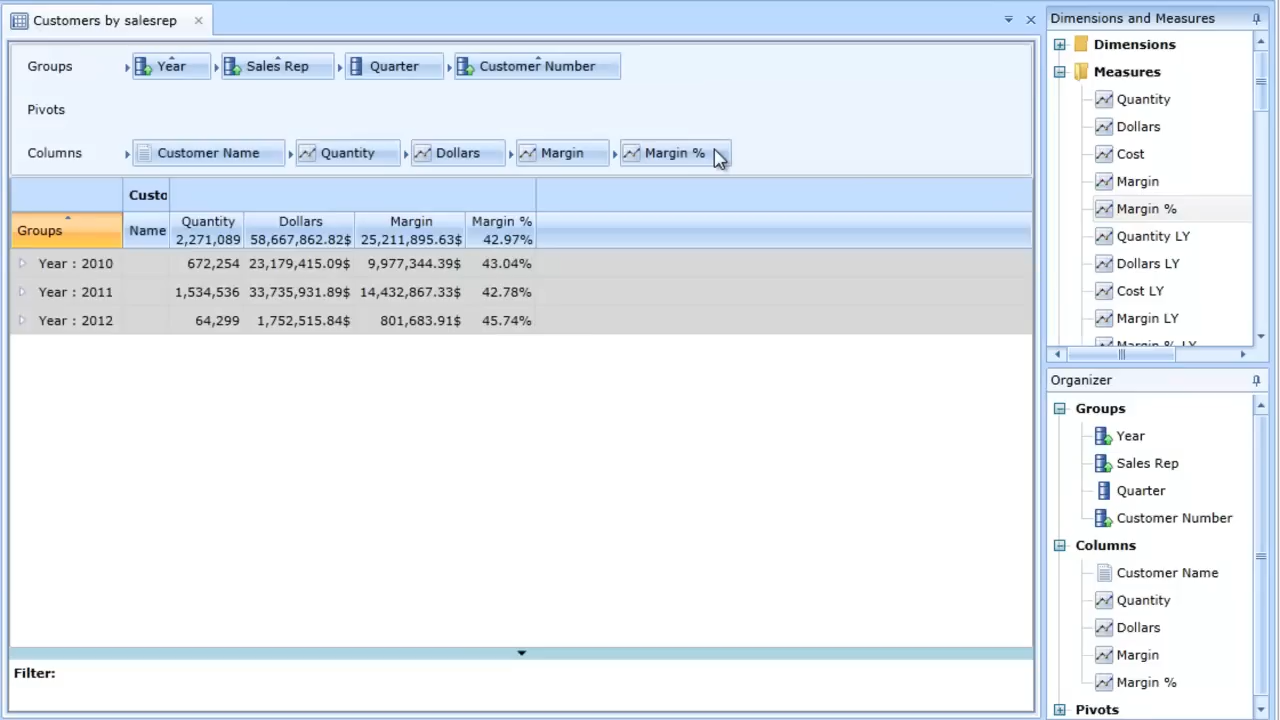 Customers by salesrep
Groups Year Sales Rep Quarter Customer Number
Pivots
Columns Customer Name Quantity Dollars Margin Margin %
Custo
Groups Name Quantity Dollars Margin Margin %
2,271,089 58,667,862.82$ 25,211,895.63$ 42.97%
Year : 2010 672,254 23,179,415.09$ 9,977,344.39$ 43.04%
Year : 2011 1,534,536 33,735,931.89$ 14,432,867.33$ 42.78%
Year : 2012 64,299 1,752,515.84$ 801,683.91$ 45.74%
Filter:
Dimensions and Measures
Dimensions
Measures
Quantity
Dollars
Cost
Margin
Margin %
Quantity LY
Dollars LY
Cost LY
Margin LY
Margin % LY
Organizer
Groups
Year
Sales Rep
Quarter
Customer Number
Columns
Customer Name
Quantity
Dollars
Margin
Margin %
Pivots